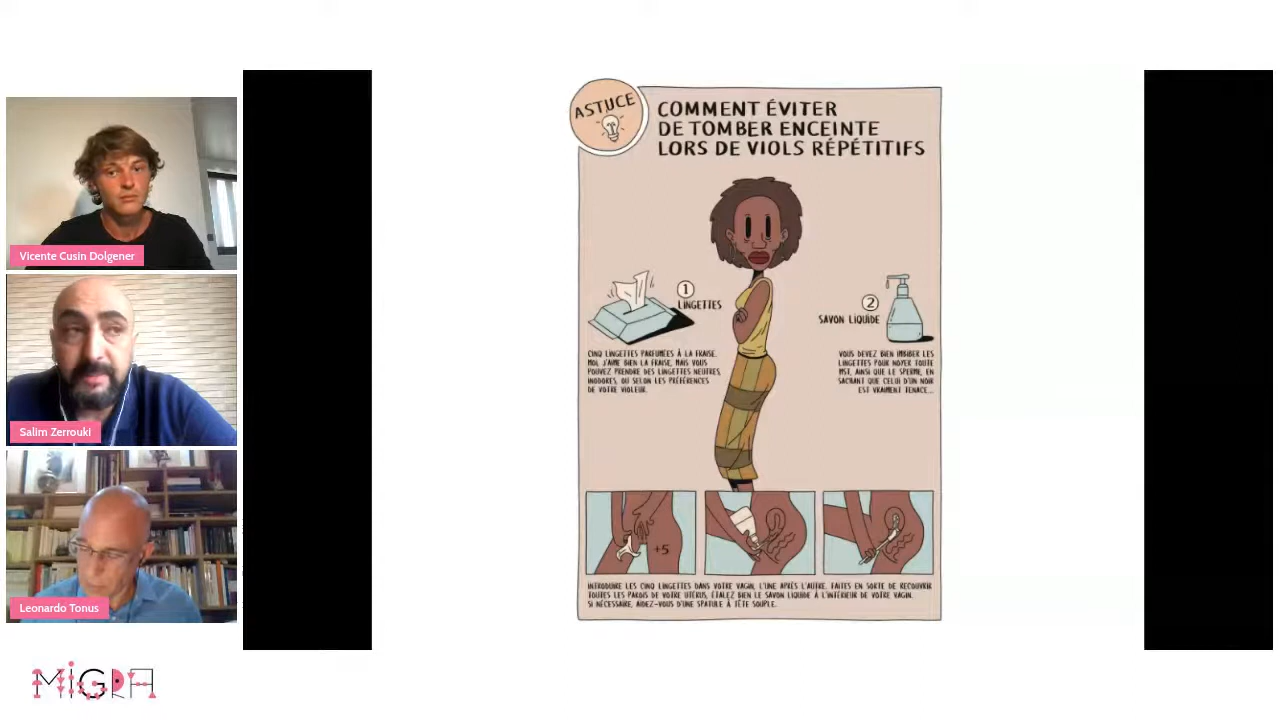 Vicente Cusin Dolgener
Salim Zerrouki
Leonardo Tonus
MIGRA
ASTUCE
COMMENT ÉVITER
DE TOMBER ENCEINTE
LORS DE VIOLS RÉPÉTITIFS
1
LINGETTES
CINQ LINGETTES PARFUMÉES À LA FRAISE.
MOI, J'AIME BIEN LA FRAISE, MAIS VOUS
POUVEZ PRENDRE DES LINGETTES NEUTRES,
INODORES, OU SELON LES PRÉFÉRENCES
DE VOTRE VIOLEUR.
2
SAVON LIQUIDE
VOUS DEVEZ BIEN IMBIBER LES
LINGETTES POUR NOYER TOUTE
MST, AINSI QUE LE SPERME, EN
SACHANT QUE CELUI D'UN NOIR
EST VRAIMENT TENACE...
+5
INTRODUIRE LES CINQ LINGETTES DANS VOTRE VAGIN, L'UNE APRÈS L'AUTRE. FAITES EN SORTE DE RECOUVRIR
TOUTES LES PAROIS DE VOTRE UTÉRUS, ÉTALEZ BIEN LE SAVON LIQUIDE À L'INTÉRIEUR DE VOTRE VAGIN.
SI NÉCESSAIRE, AIDEZ-VOUS D'UNE SPATULE À TÊTE SOUPLE.